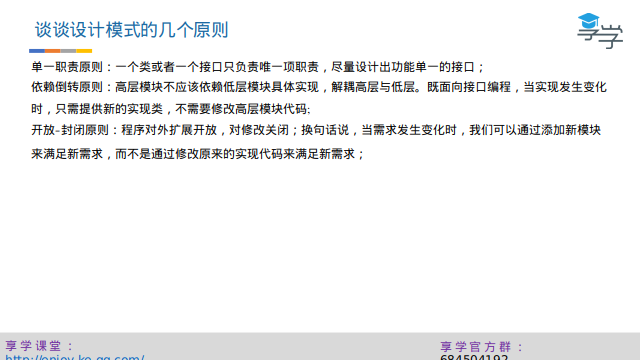 谈谈设计模式的几个原则
享学
单一职责原则：一个类或者一个接口只负责唯一项职责，尽量设计出功能单一的接口；
依赖倒转原则：高层模块不应该依赖低层模块具体实现，解耦高层与低层。既面向接口编程，当实现发生变化
时，只需提供新的实现类，不需要修改高层模块代码;
开放-封闭原则：程序对外扩展开放，对修改关闭；换句话说，当需求发生变化时，我们可以通过添加新模块
来满足新需求，而不是通过修改原来的实现代码来满足新需求；
享学课堂：
http://enjoy.ke.qq.com/
享学官方群：
684504192